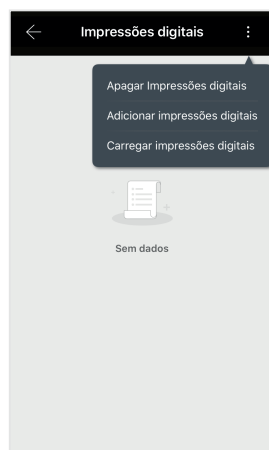 Impressões digitais
Apagar Impressões digitais
Adicionar impressões digitais
Carregar impressões digitais
Sem dados